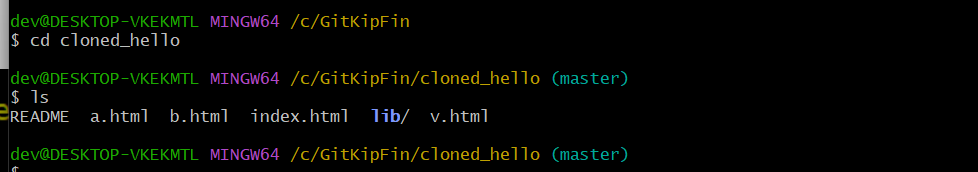 dev@DESKTOP-VKEKMTL MINGW64 /c/GitKipFin
$ cd cloned_hello
dev@DESKTOP-VKEKMTL MINGW64 /c/GitKipFin/cloned_hello (master)
$ ls
README  a.html  b.html  index.html  lib/  v.html
dev@DESKTOP-VKEKMTL MINGW64 /c/GitKipFin/cloned_hello (master)
$